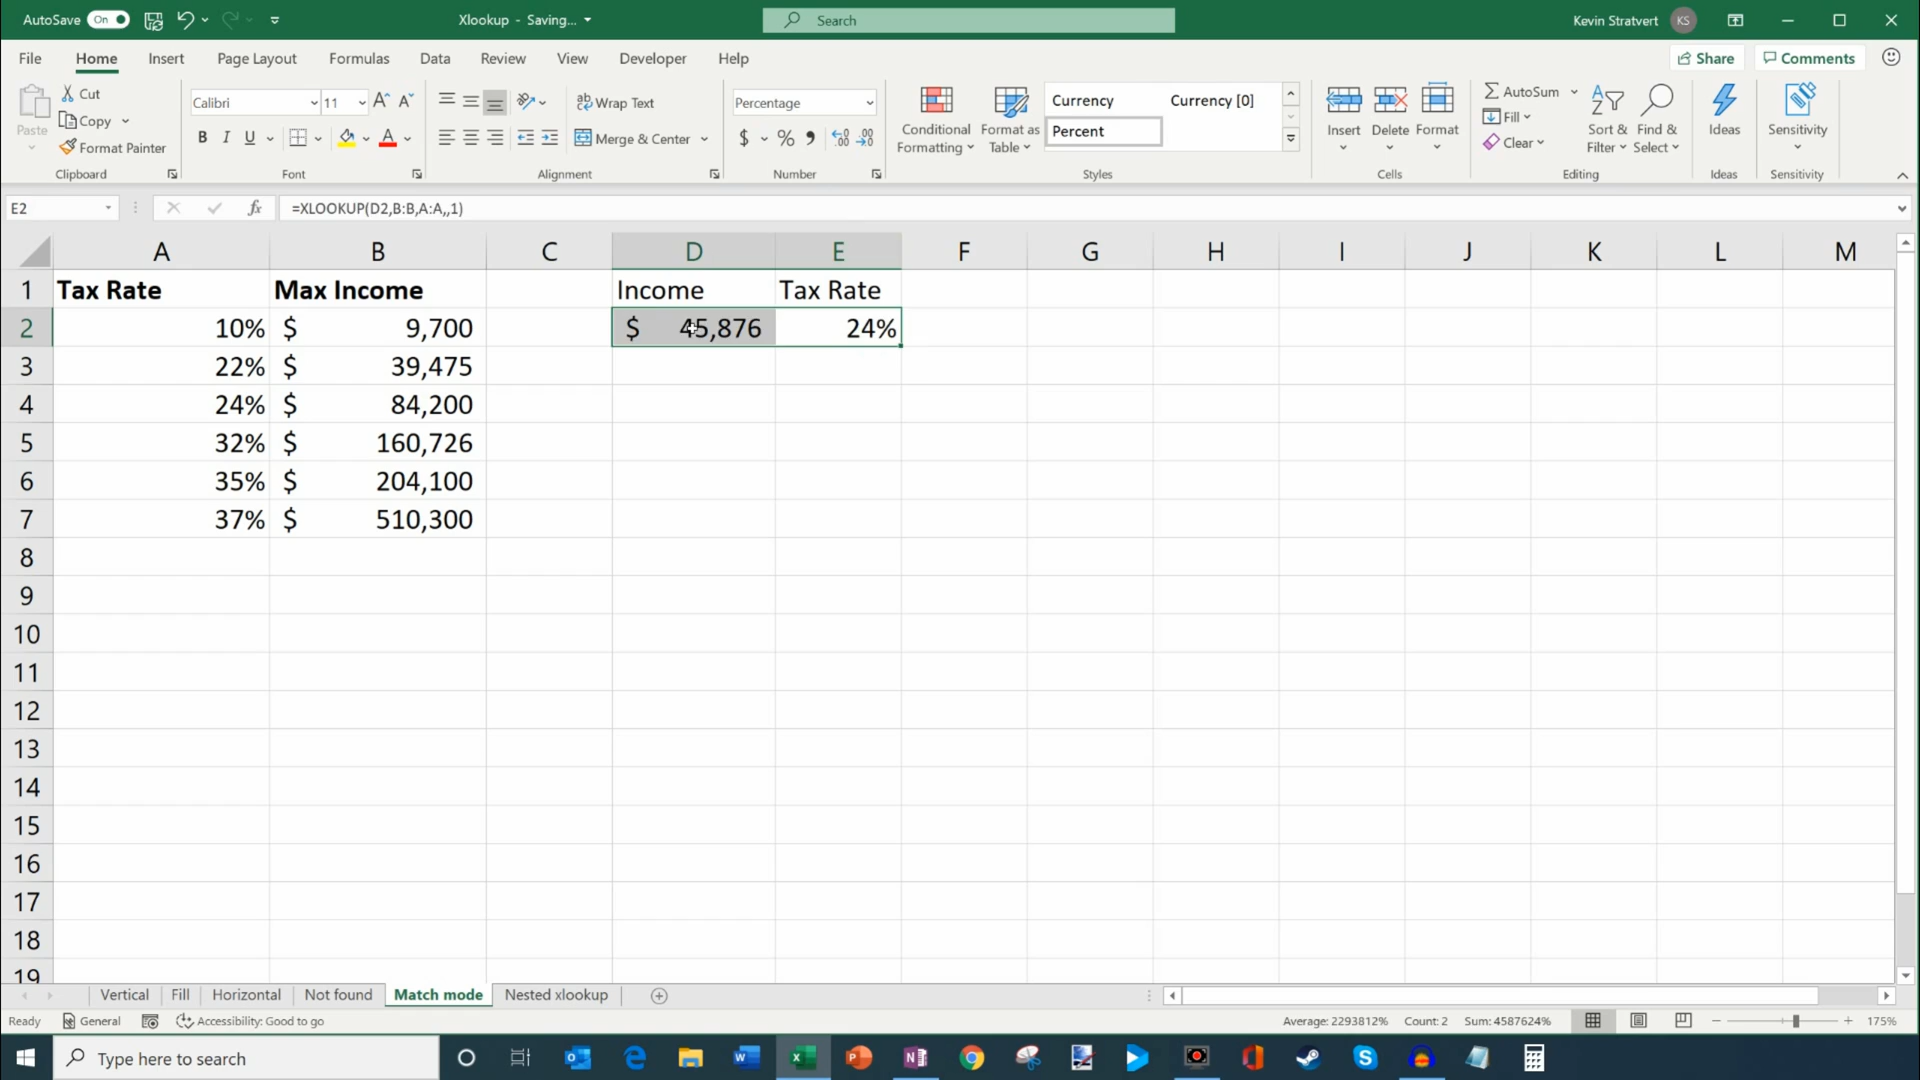 AutoSave On Xlookup - Saving... Search Kevin Stratvert KS
File Home Insert Page Layout Formulas Data Review View Developer Help Share Comments
Paste Cut Copy Format Painter Clipboard
Calibri 11 B I U A Font
ab Wrap Text Merge & Center Alignment
Percentage $ % Number
Conditional Formatting Format as Table Currency Currency [0] Percent Styles
Insert Delete Format Cells
AutoSum Fill Clear Sort & Filter Find & Select Editing
Ideas Ideas
Sensitivity Sensitivity
E2 fx =XLOOKUP(D2,B:B,A:A,,1)
A B C D E F G H I J K L M
1 Tax Rate Max Income Income Tax Rate
2 10% $ 9,700 $ 45,876 24%
3 22% $ 39,475
4 24% $ 84,200
5 32% $ 160,726
6 35% $ 204,100
7 37% $ 510,300
8
9
10
11
12
13
14
15
16
17
18
19
Vertical Fill Horizontal Not found Match mode Nested xlookup
Ready General Accessibility: Good to go Average: 2293812% Count: 2 Sum: 4587624% 175%
Type here to search